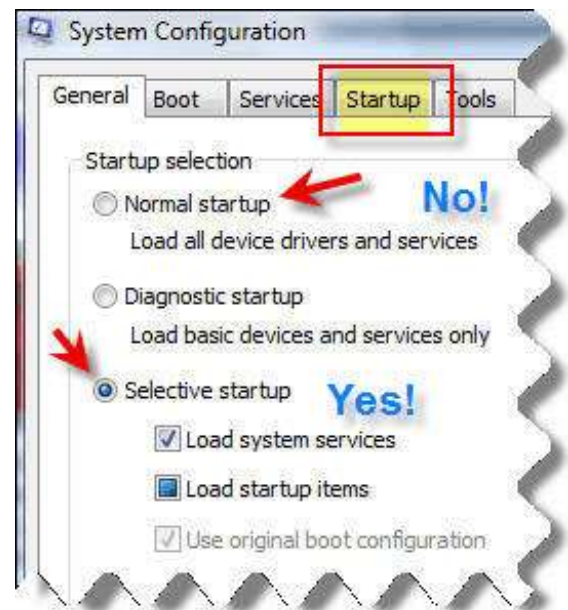 System Configuration
General Boot Services Startup Tools
Startup selection
Normal startup No!
Load all device drivers and services
Diagnostic startup
Load basic devices and services only
Selective startup Yes!
Load system services
Load startup items
Use original boot configuration